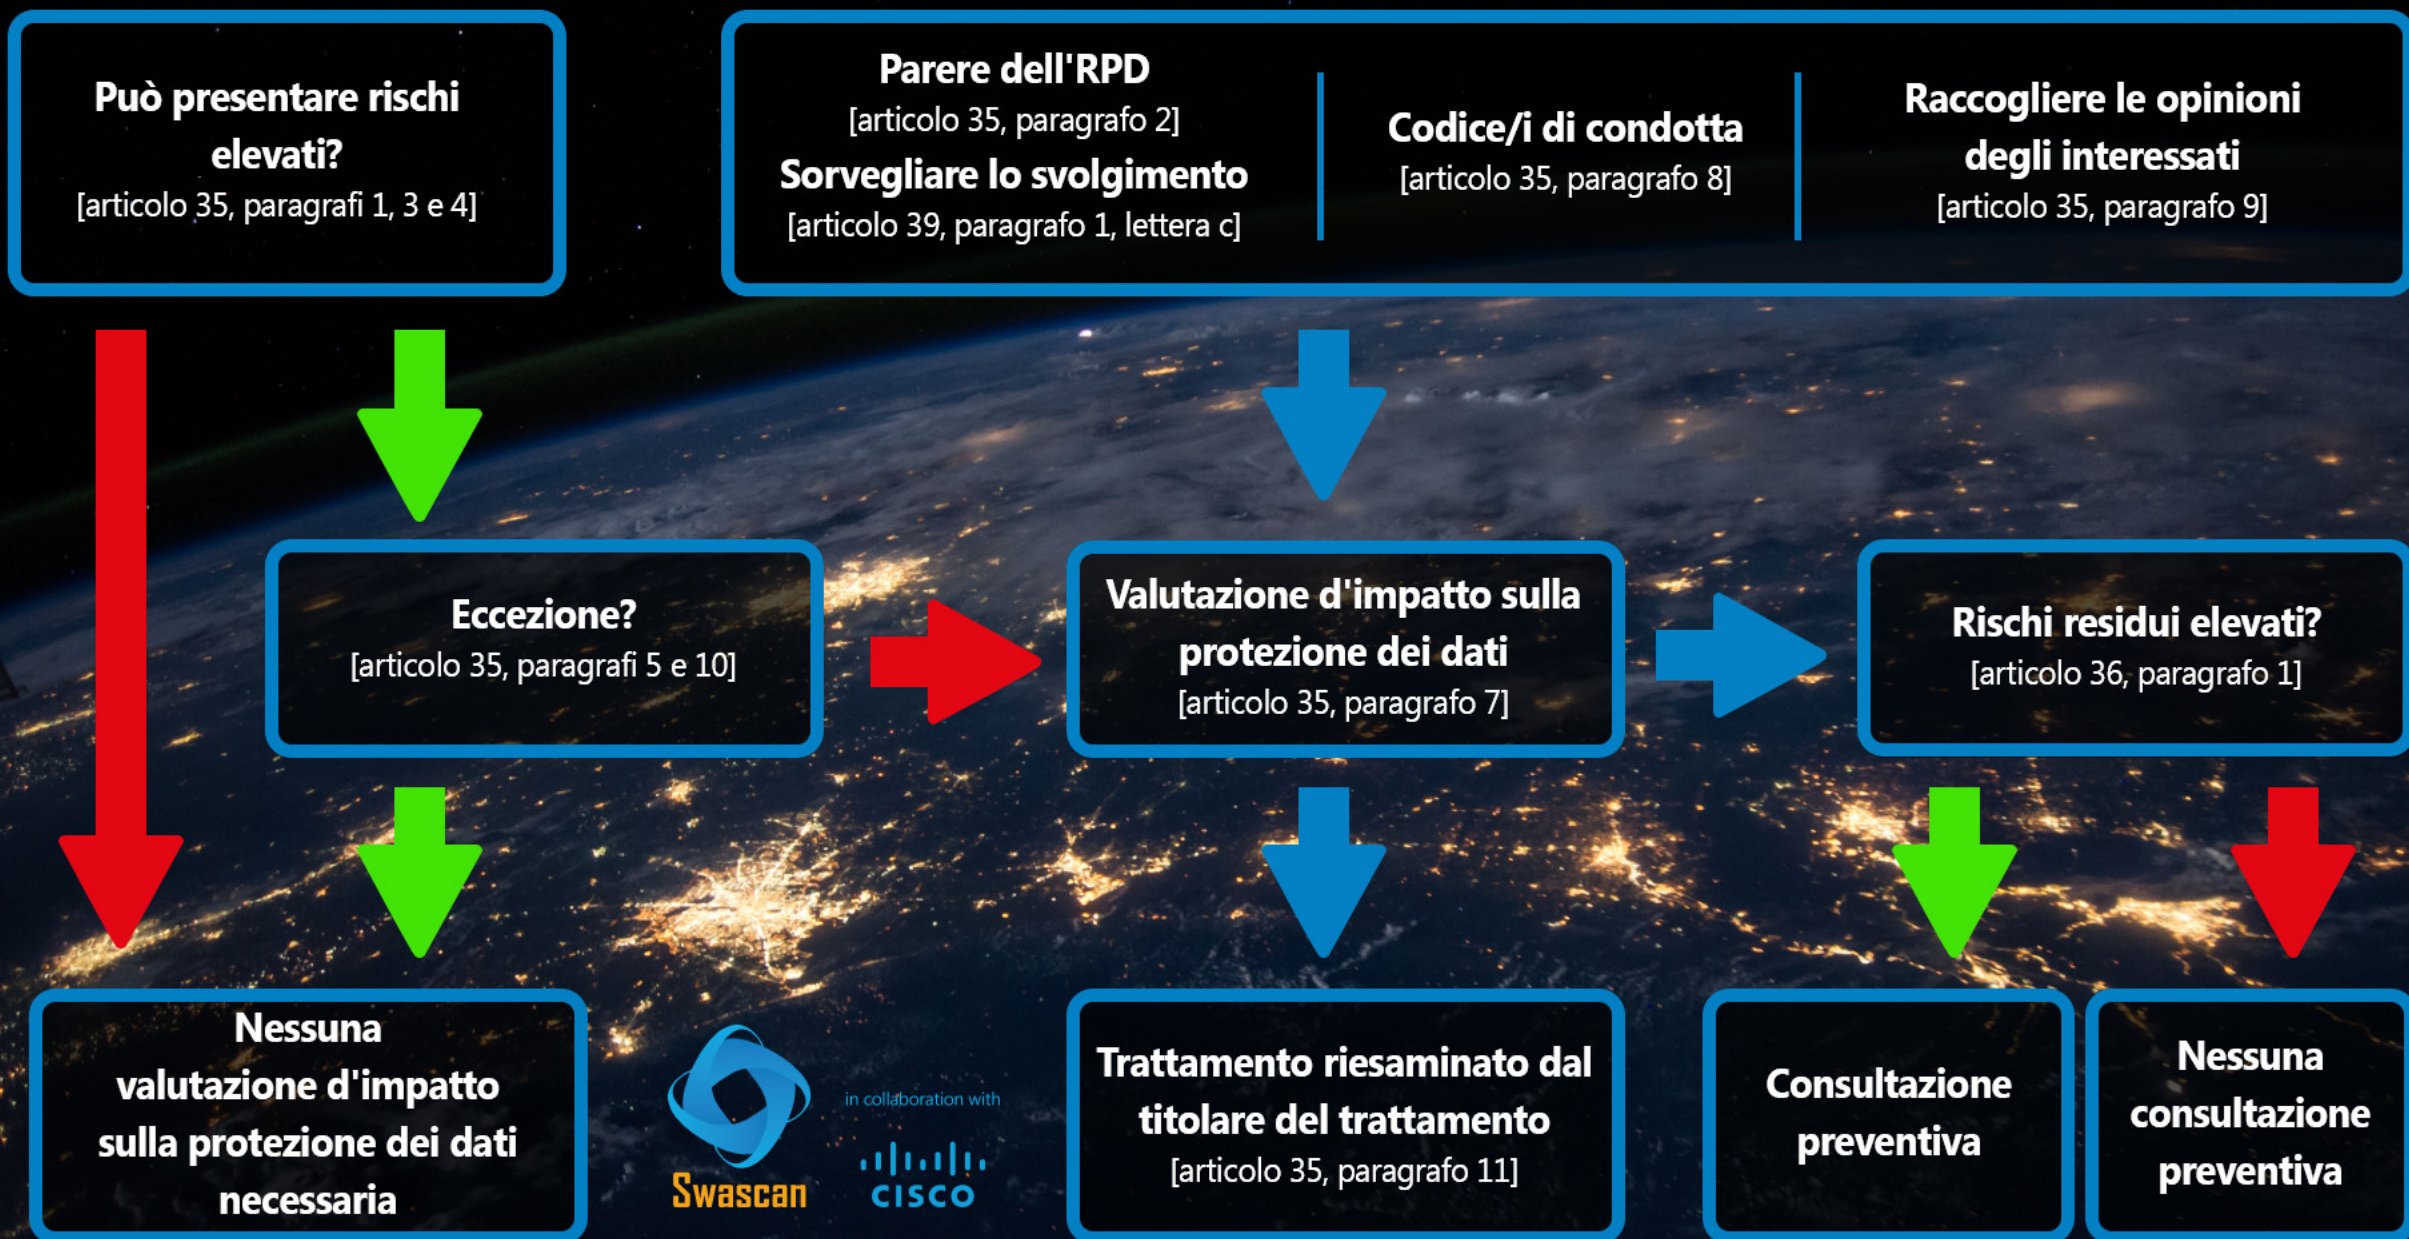 Può presentare rischi
elevati?
[articolo 35, paragrafi 1, 3 e 4]
Parere dell'RPD
[articolo 35, paragrafo 2]
Sorvegliare lo svolgimento
[articolo 39, paragrafo 1, lettera c]
Codice/i di condotta
[articolo 35, paragrafo 8]
Raccogliere le opinioni
degli interessati
[articolo 35, paragrafo 9]
Eccezione?
[articolo 35, paragrafi 5 e 10]
Valutazione d'impatto sulla
protezione dei dati
[articolo 35, paragrafo 7]
Rischi residui elevati?
[articolo 36, paragrafo 1]
Nessuna
valutazione d'impatto
sulla protezione dei dati
necessaria
Swascan
in collaboration with
CISCO
Trattamento riesaminato dal
titolare del trattamento
[articolo 35, paragrafo 11]
Consultazione
preventiva
Nessuna
consultazione
preventiva